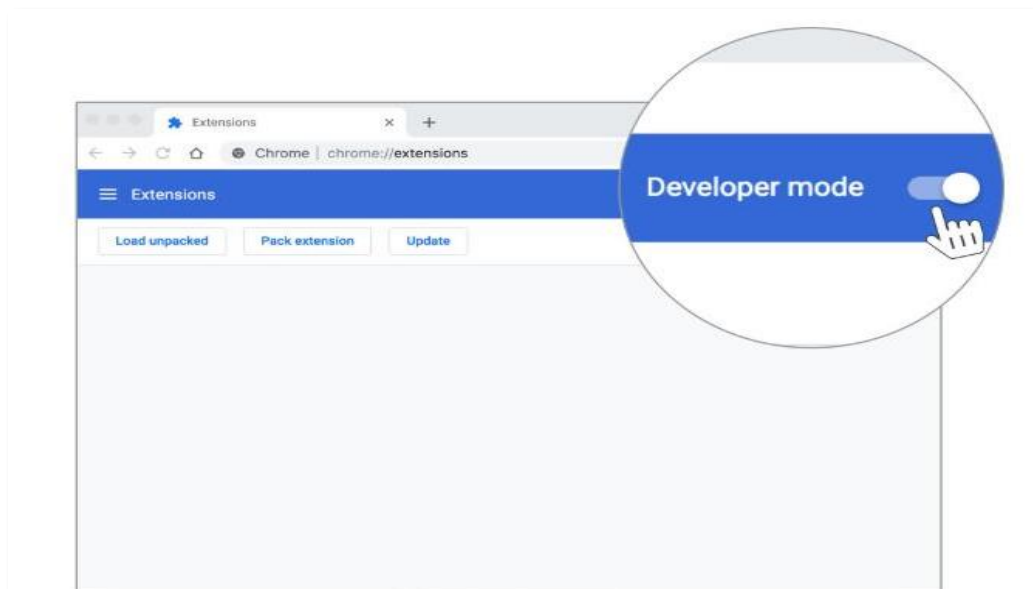 Extensions
Chrome | chrome://extensions
Extensions
Developer mode
Load unpacked Pack extension Update